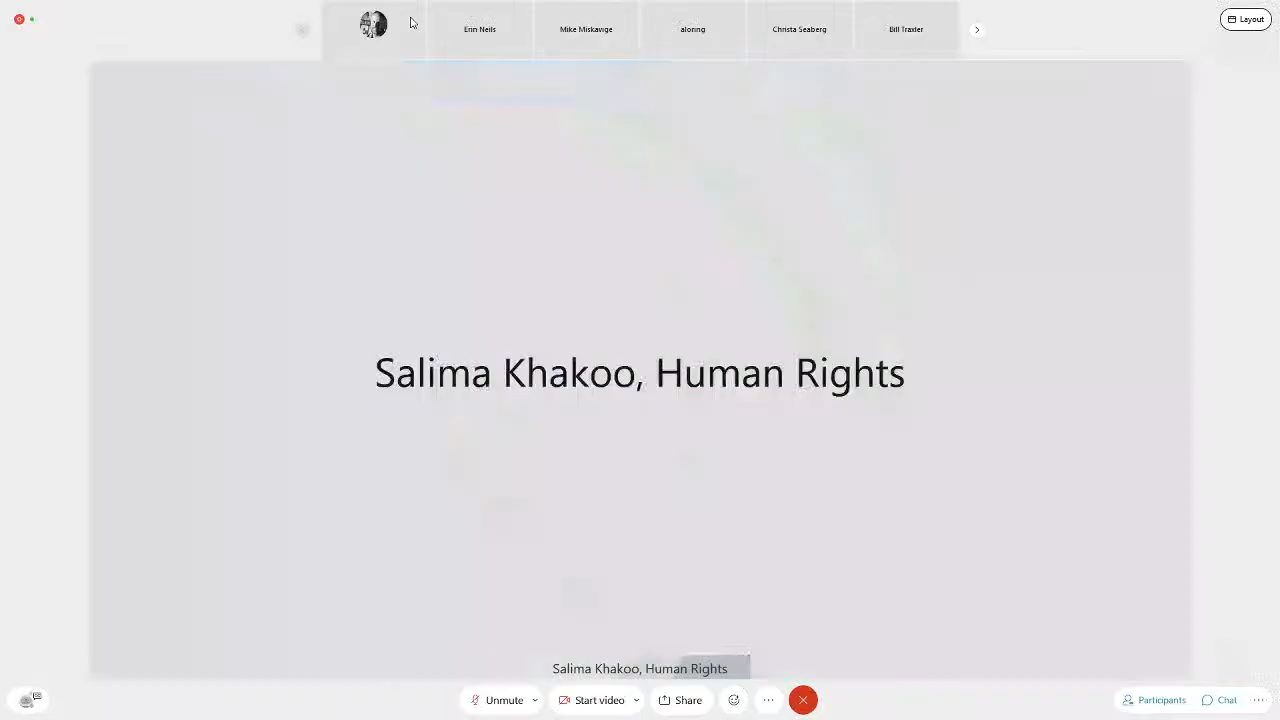 Erin Neils
Mike Miskavige
aloring
Christa Seaberg
Bill Traxler
Layout
Salima Khakoo, Human Rights
Salima Khakoo, Human Rights
Unmute
Start video
Share
Participants
Chat